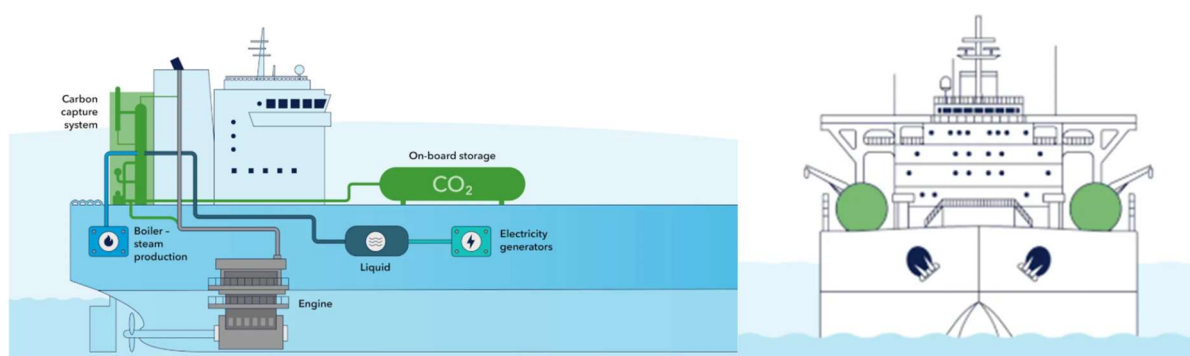 Carbon
capture
system
On-board storage
CO₂
Boiler –
steam
production
Liquid
Electricity
generators
Engine